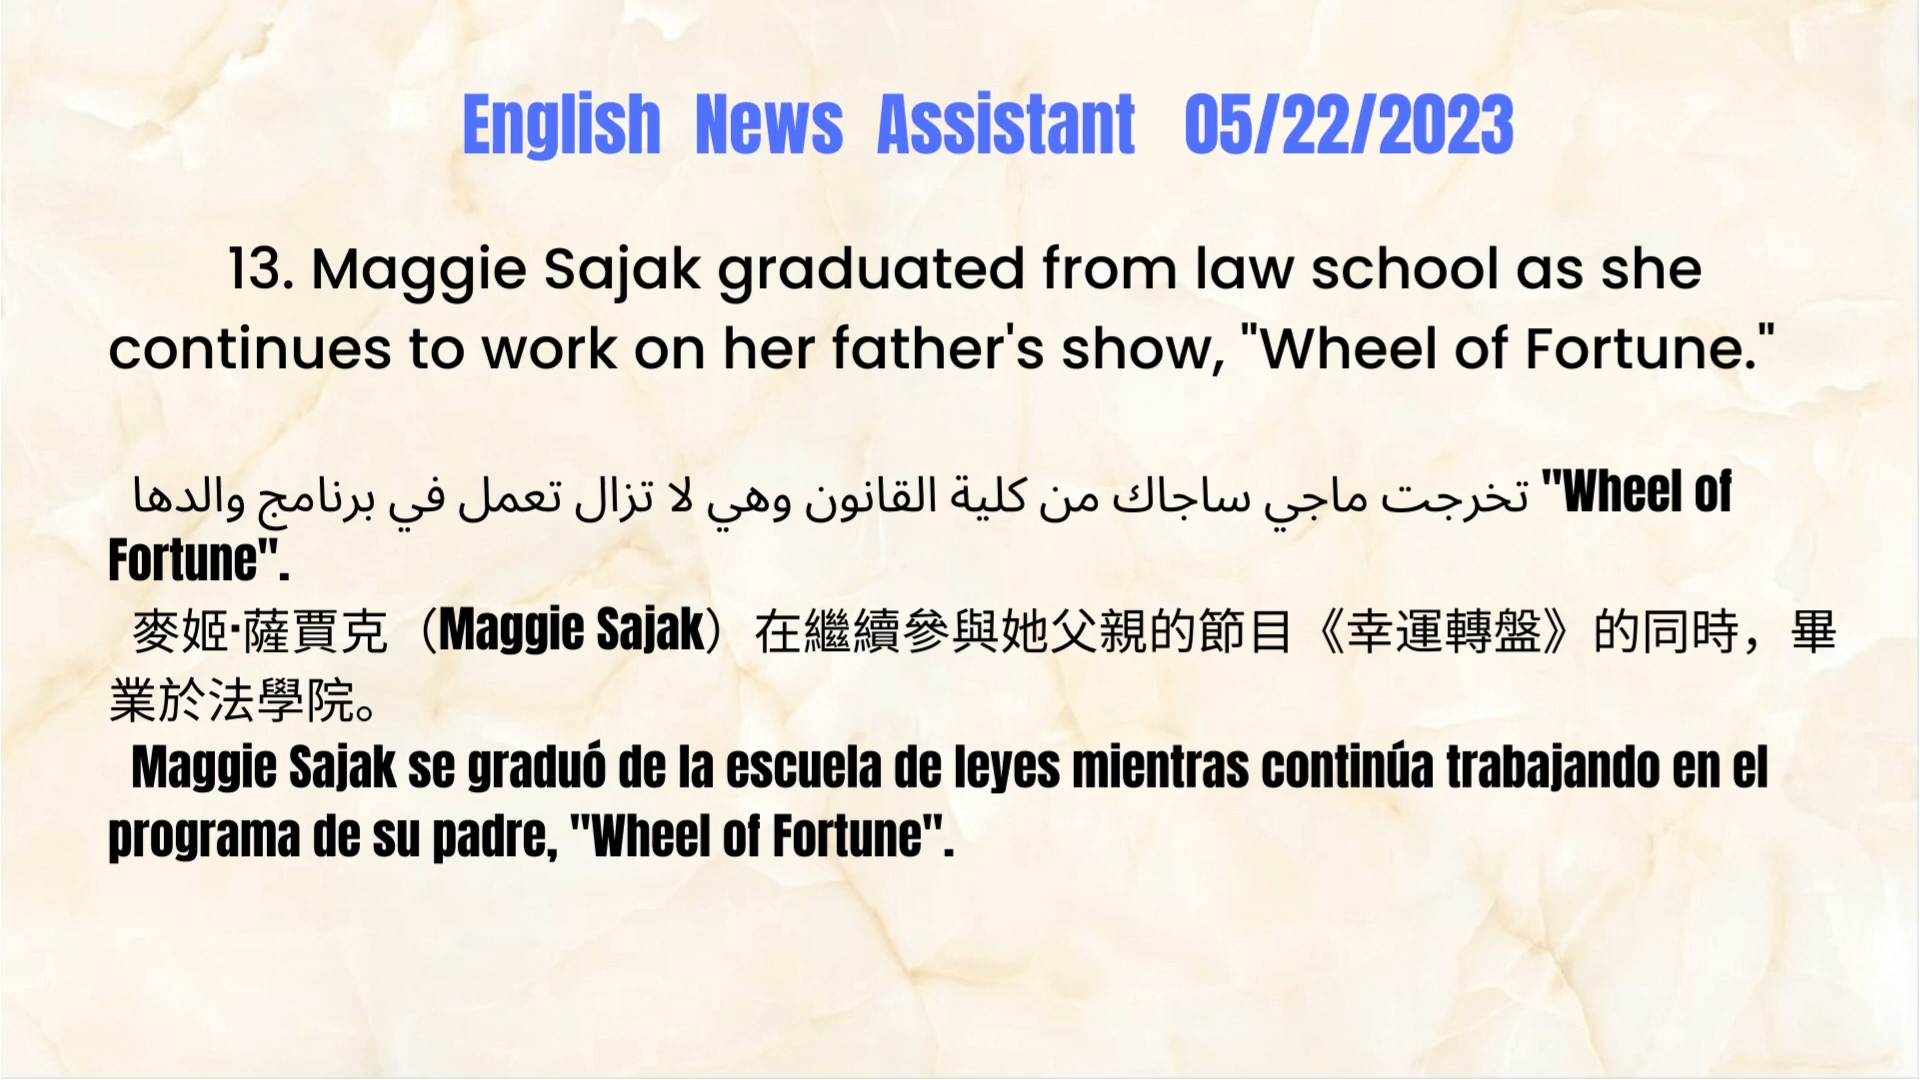 English News Assistant 05/22/2023
13. Maggie Sajak graduated from law school as she
continues to work on her father's show, "Wheel of Fortune."
تخرجت ماجي ساجاك من كلية القانون وهي لا تزال تعمل في برنامج والدها "Wheel of
Fortune".
麥姬·薩賈克（Maggie Sajak）在繼續參與她父親的節目《幸運轉盤》的同時，畢
業於法學院。
Maggie Sajak se graduó de la escuela de leyes mientras continúa trabajando en el
programa de su padre, "Wheel of Fortune".